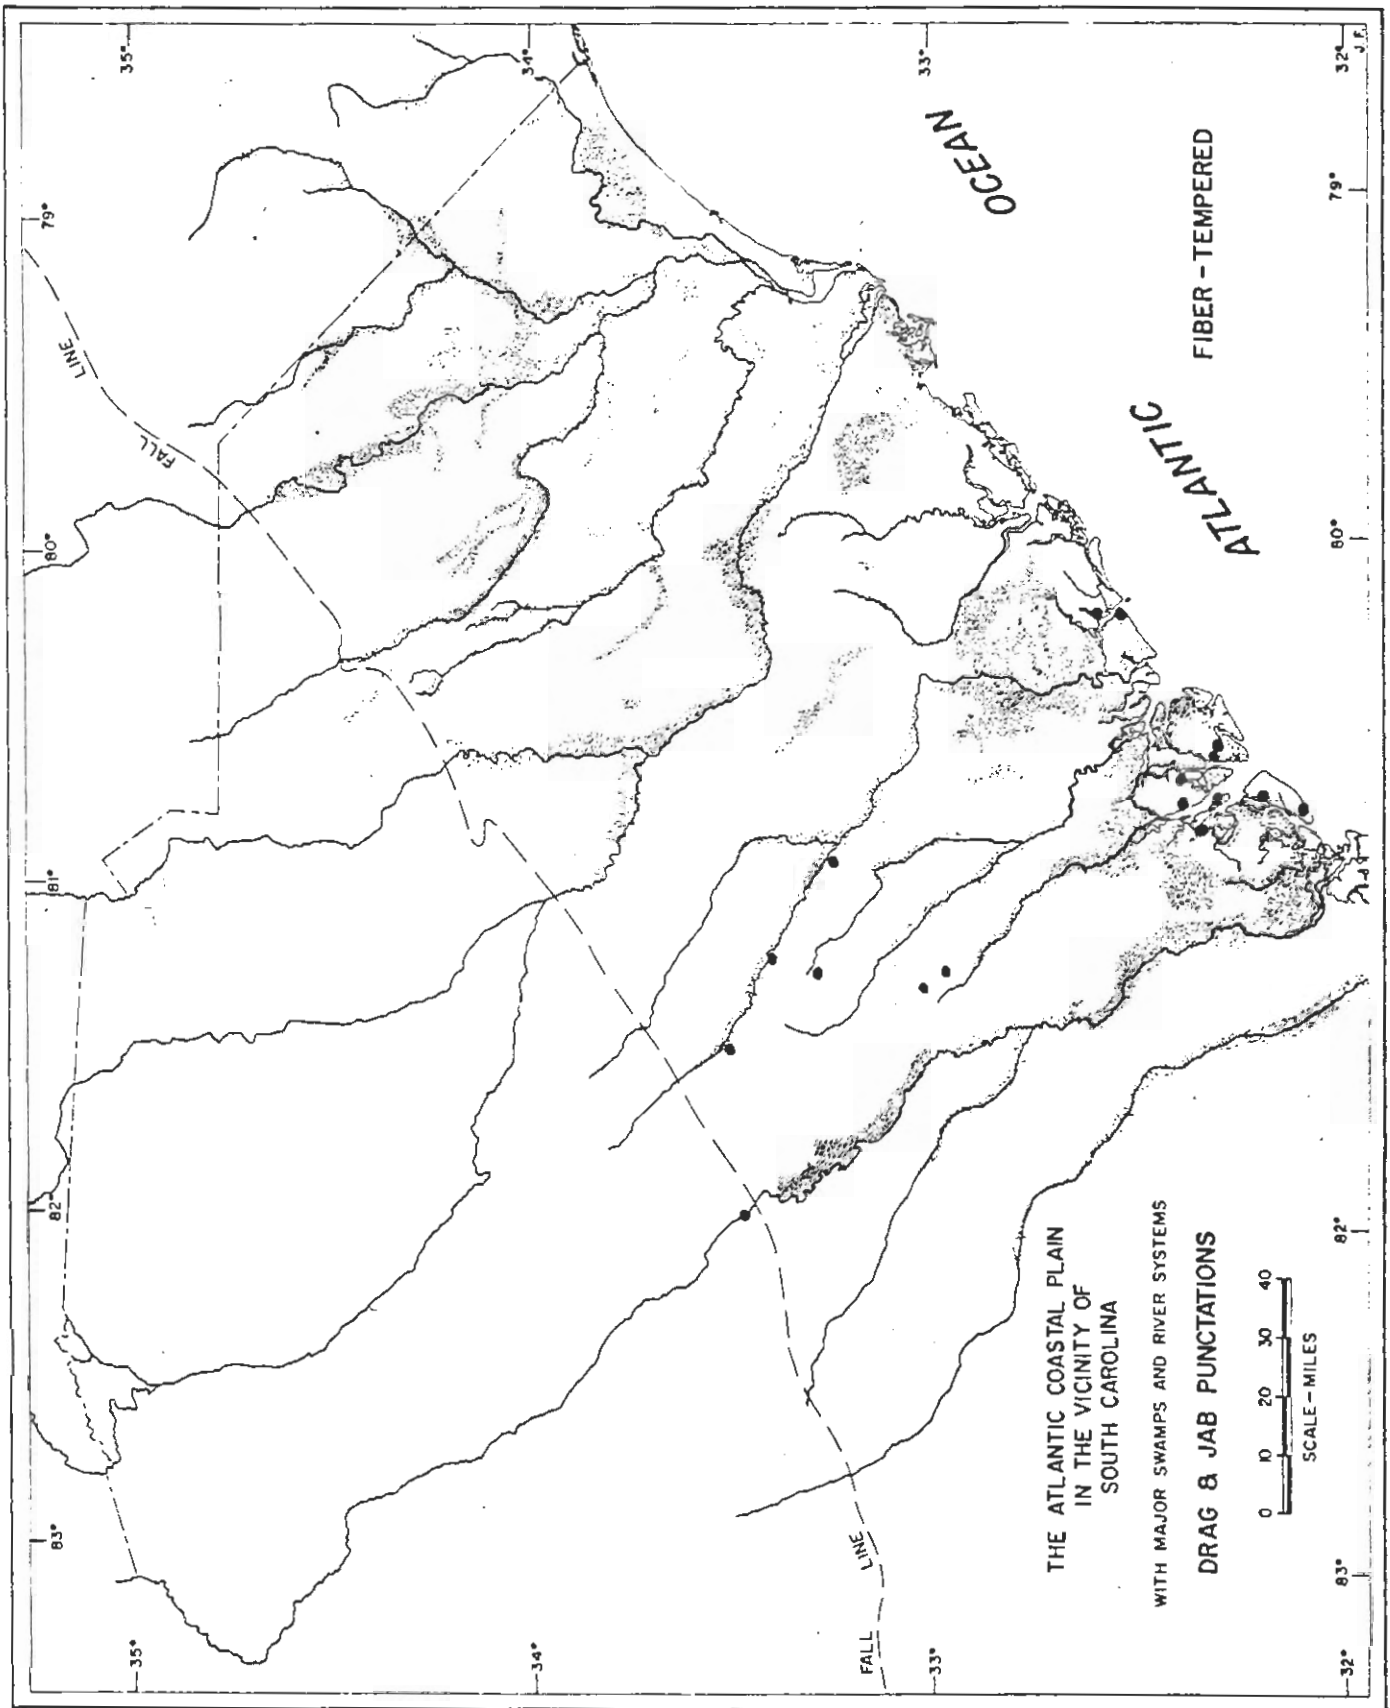 83°
82°
81°
80°
79°
35°
35°
LINE
FALL
34°
34°
33°
33°
OCEAN
ATLANTIC
FALL
LINE
THE ATLANTIC COASTAL PLAIN
IN THE VICINITY OF
SOUTH CAROLINA
WITH MAJOR SWAMPS AND RIVER SYSTEMS
DRAG & JAB PUNCTATIONS
FIBER-TEMPERED
0 10 20 30 40
SCALE-MILES
32°
32°
83°
82°
80°
79°
J.F.